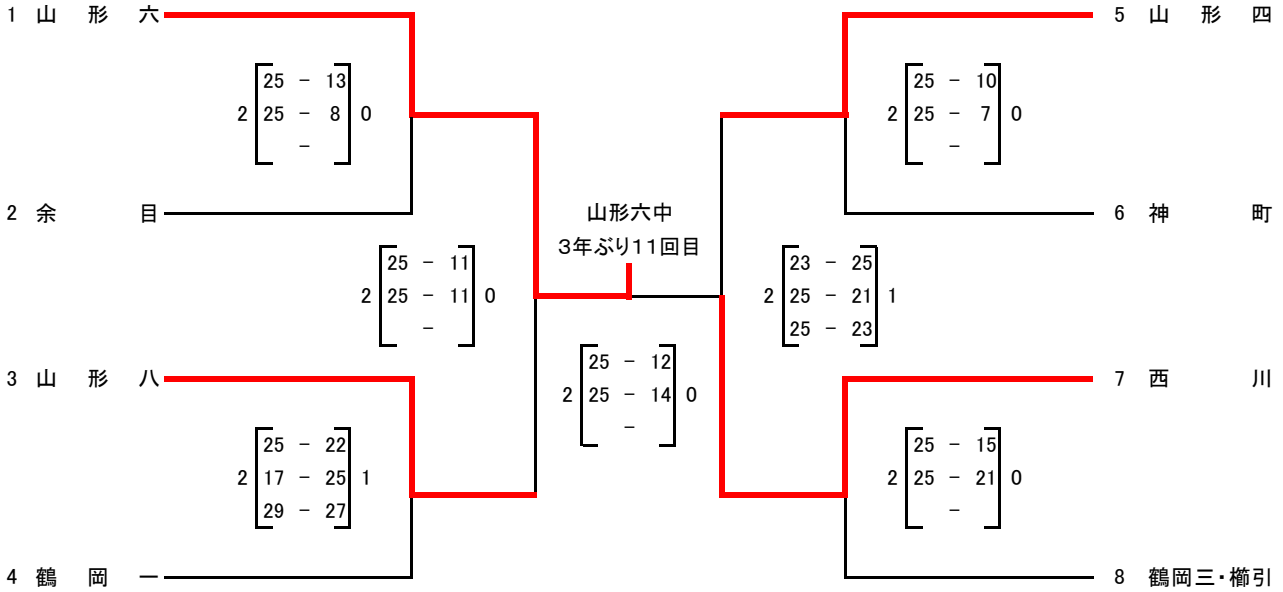 1 山 形 六
25 - 13
2 25 - 8 0
-
2 余 目
25 - 11
2 25 - 11 0
-
3 山 形 八
25 - 22
2 17 - 25 1
29 - 27
4 鶴 岡 一
山形六中
3年ぶり11回目
25 - 12
2 25 - 14 0
-
5 山 形 四
25 - 10
2 25 - 7 0
-
6 神 町
23 - 25
2 25 - 21 1
25 - 23
7 西 川
25 - 15
2 25 - 21 0
-
8 鶴岡三・櫛引